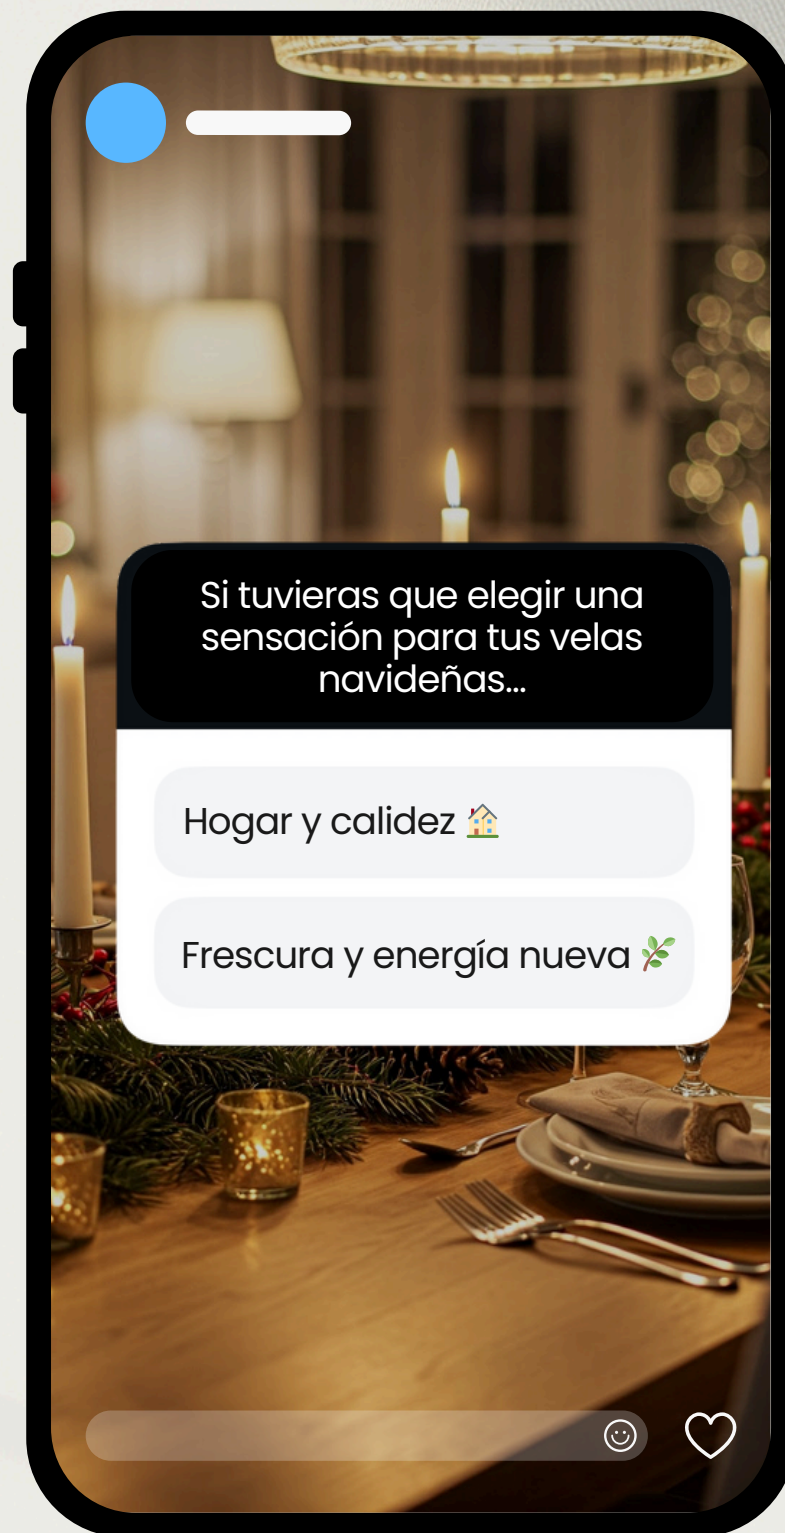 Si tuvieras que elegir una
sensación para tus velas
navideñas...
Hogar y calidez 🏠
Frescura y energía nueva 🌿